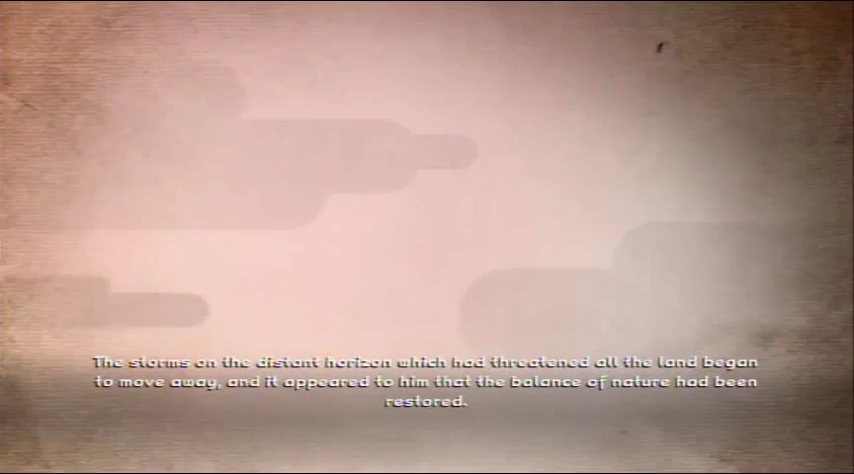 The storms on the distant horizon which had threatened all the land began
to move away, and it appeared to him that the balance of nature had been
restored.